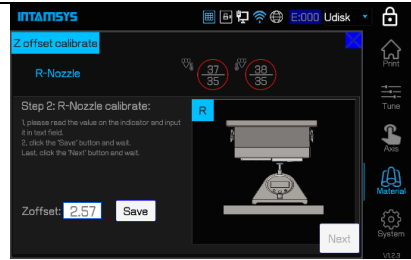 INTAMSYS
E:000 Udisk
Z offset calibrate
R-Nozzle
37
35
38
35
Print
Tune
Axis
Material
System
V1.2.3
Step 2: R-Nozzle calibrate:
1, please read the value on the indicator and input
it in text field.
2, click the 'Save' button and wait.
Last, click the 'Next' button and wait.
R
Zoffset: 2.57 Save
Next